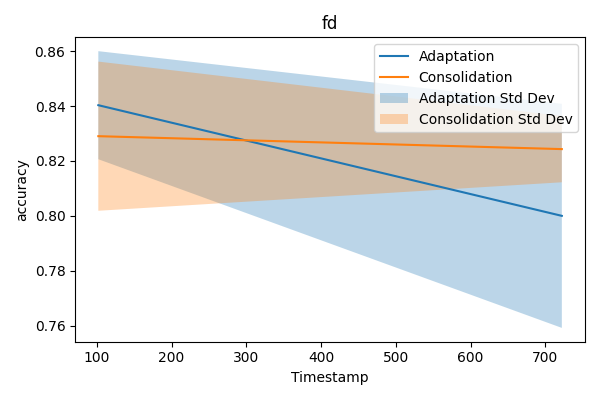 fd
accuracy
0.86
0.84
0.82
0.80
0.78
0.76
Adaptation
Consolidation
Adaptation Std Dev
Consolidation Std Dev
100 200 300 400 500 600 700
Timestamp